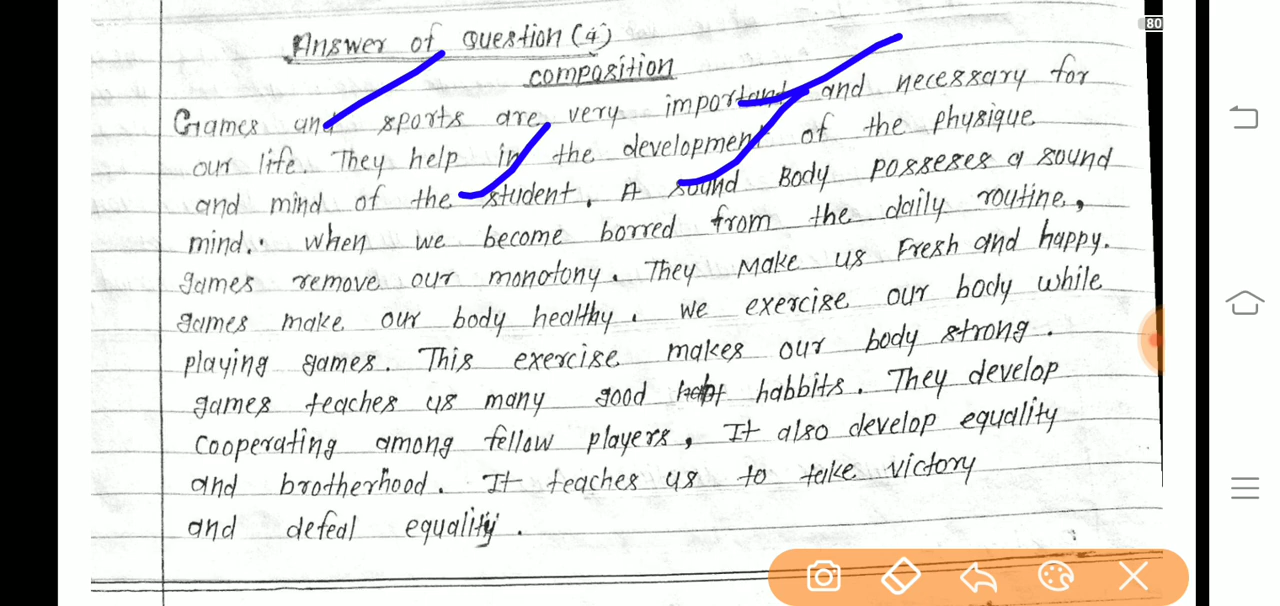 Answer of Question (4)
composition
Games and sports are very important and necessary for
our life. They help in the development of the physique
and mind of the student. A sound Body posseses a sound
mind. When we become borred from the daily routine,
games remove our monotony. They make us Fresh and happy.
games make our body healthy. We exercise our body while
playing games. This exercise makes our body strong.
games teaches us many good habbits. They develop
cooperating among fellow players, It also develop equality
and brotherhood. It teaches us to take victory
and defeal equality.
80